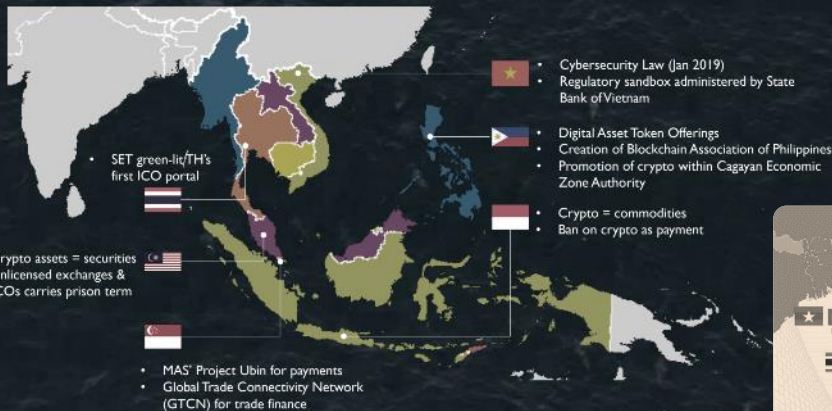 • Cybersecurity Law (Jan 2019)
• Regulatory sandbox administered by State
Bank of Vietnam
• Digital Asset Token Offerings
• Creation of Blockchain Association of Philippines
• Promotion of crypto within Cagayan Economic
Zone Authority
• SET green-lit/TH's
first ICO portal
• Crypto = commodities
• Ban on crypto as payment
rypto assets = securities
nlicensed exchanges &
COs carries prison term
• MAS' Project Ubin for payments
• Global Trade Connectivity Network
(GTCN) for trade finance